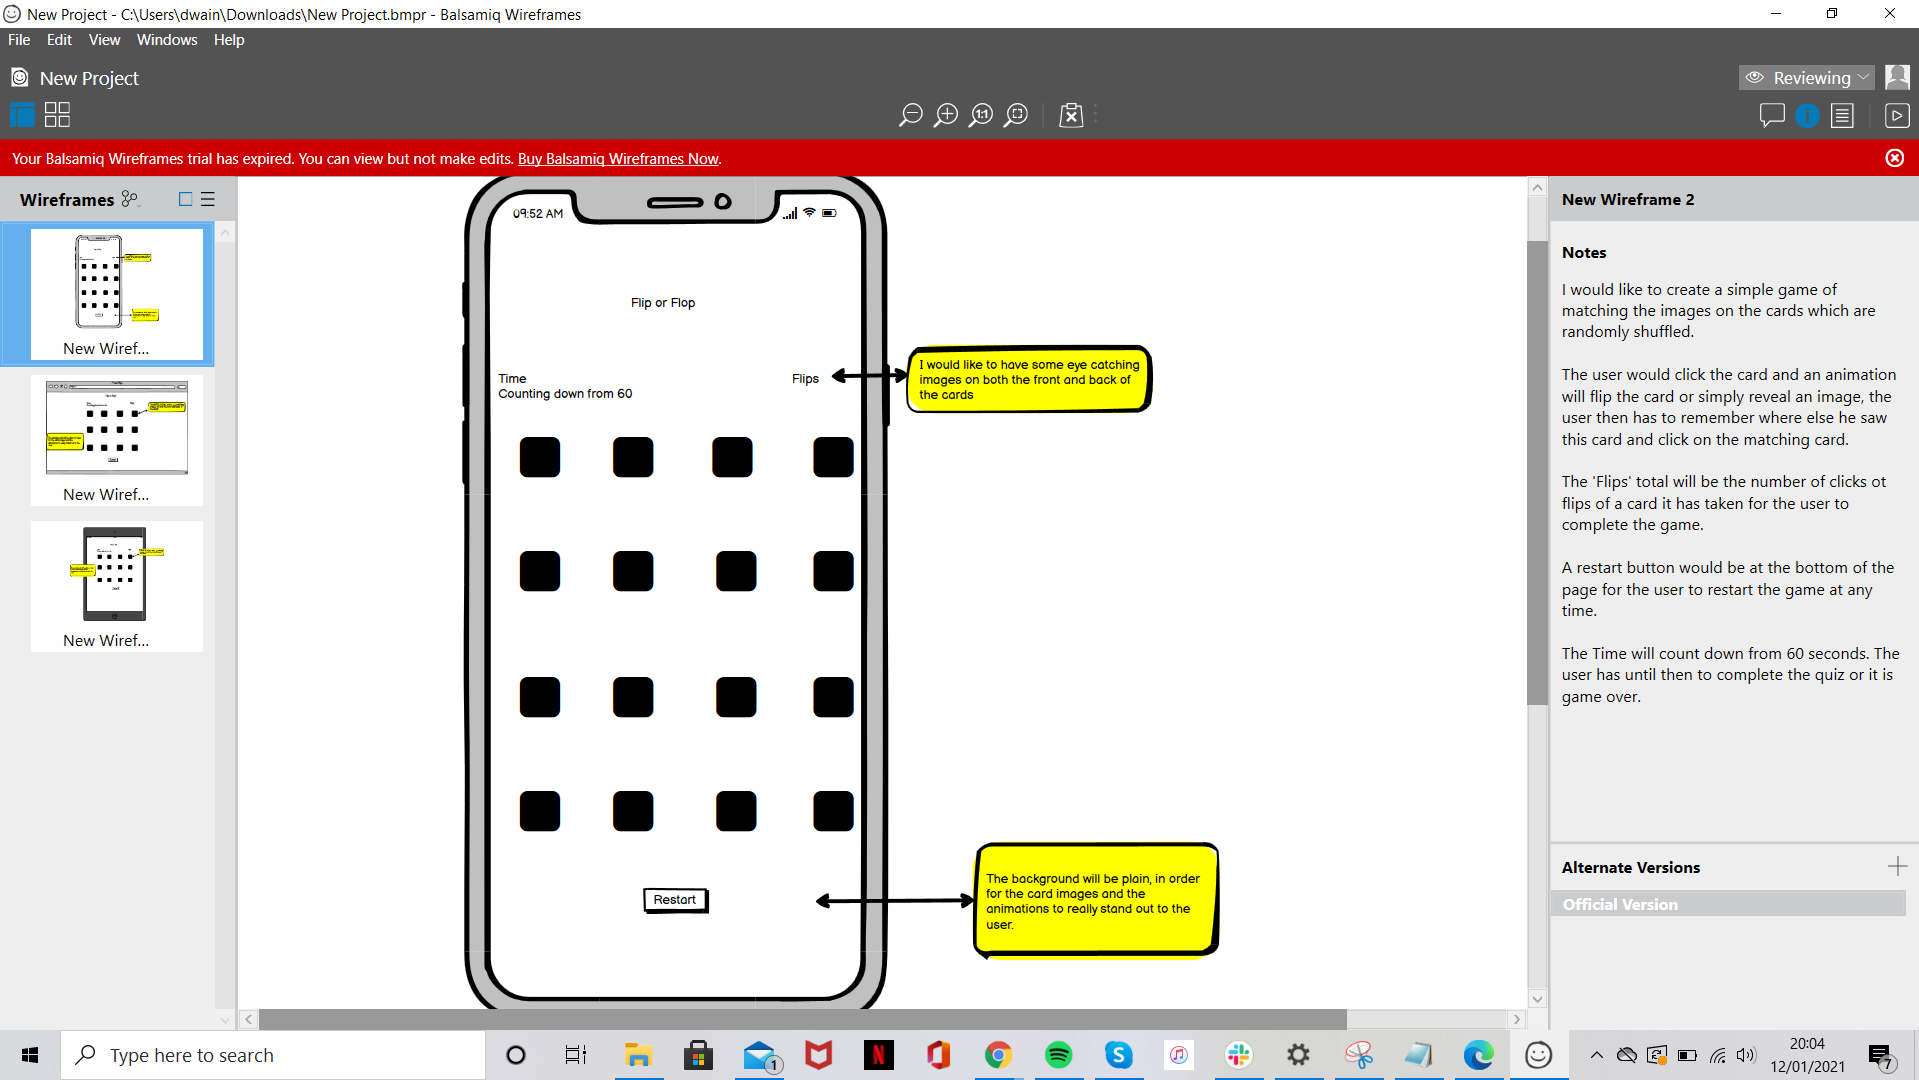 New Project - C:\Users\dwain\Downloads\New Project.bmpr - Balsamiq Wireframes
File Edit View Windows Help
New Project
Reviewing
1:1
Your Balsamiq Wireframes trial has expired. You can view but not make edits. Buy Balsamiq Wireframes Now.
Wireframes
New Wiref...
New Wiref...
New Wiref...
09:52 AM
Flip or Flop
Time
Counting down from 60
Flips
I would like to have some eye catching
images on both the front and back of
the cards
Restart
The background will be plain, in order
for the card images and the
animations to really stand out to the
user.
New Wireframe 2
Notes
I would like to create a simple game of
matching the images on the cards which are
randomly shuffled.
The user would click the card and an animation
will flip the card or simply reveal an image, the
user then has to remember where else he saw
this card and click on the matching card.
The 'Flips' total will be the number of clicks ot
flips of a card it has taken for the user to
complete the game.
A restart button would be at the bottom of the
page for the user to restart the game at any
time.
The Time will count down from 60 seconds. The
user has until then to complete the quiz or it is
game over.
Alternate Versions
Official Version
Type here to search
1
N
S
20:04
12/01/2021
7